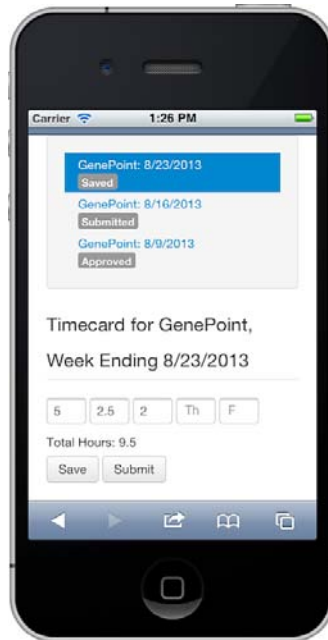 Carrier 1:26 PM
GenePoint: 8/23/2013
Saved
GenePoint: 8/16/2013
Submitted
GenePoint: 8/9/2013
Approved
Timecard for GenePoint,
Week Ending 8/23/2013
5 2.5 2 Th F
Total Hours: 9.5
Save Submit